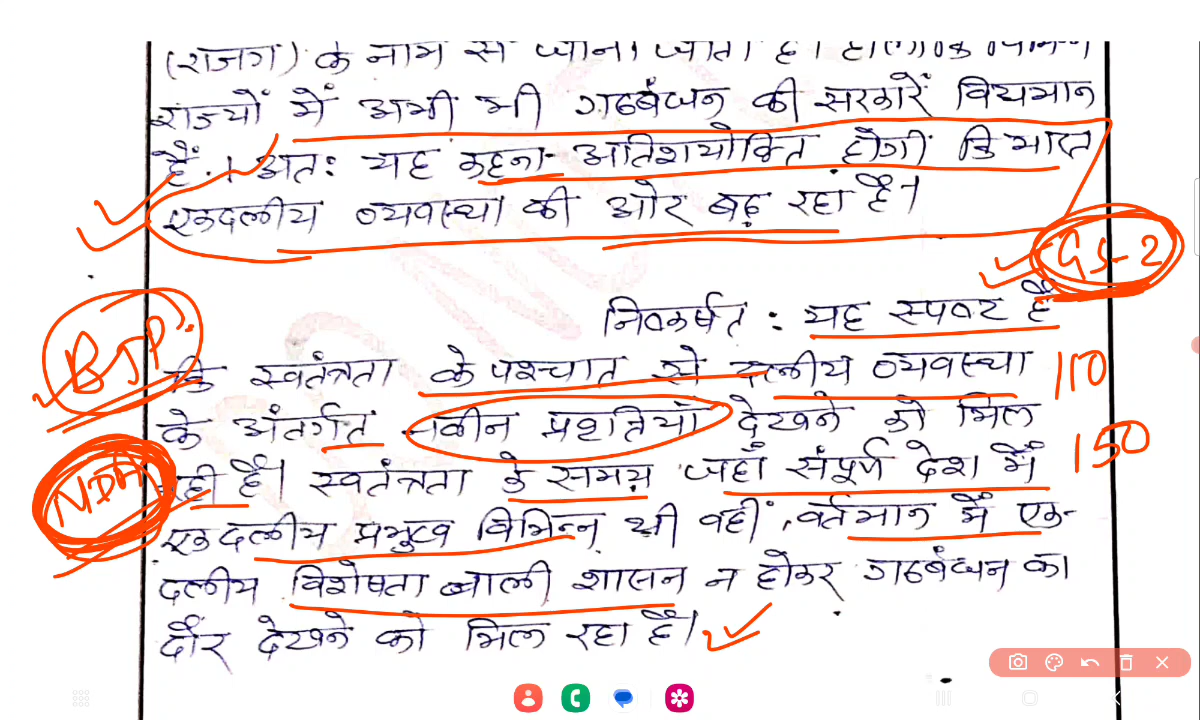 (राजग) के नाम से जाना जाता है। हालांकि विभिन्न
राज्यों में अभी भी गठबंधन की सरकारें विद्यमान
हैं। अतः यह कहना अतिशयोक्ति होगी कि भारत
एकदलीय व्यवस्था की ओर बढ़ रहा है।
GS-2
निष्कर्षत: यह स्पष्ट है
BJP
कि स्वतंत्रता के पश्चात से दलीय व्यवस्था
110
के अंतर्गत नवीन प्रवृत्तियाँ देखने को मिल
NDA
रही हैं। स्वतंत्रता के समय जहाँ संपूर्ण देश में
150
एकदलीय प्रभुत्व विभिन्न थी वहीं, वर्तमान में एक-
दलीय विशेषता वाली शासन न होकर गठबंधन का
दौर देखने को मिल रहा है।